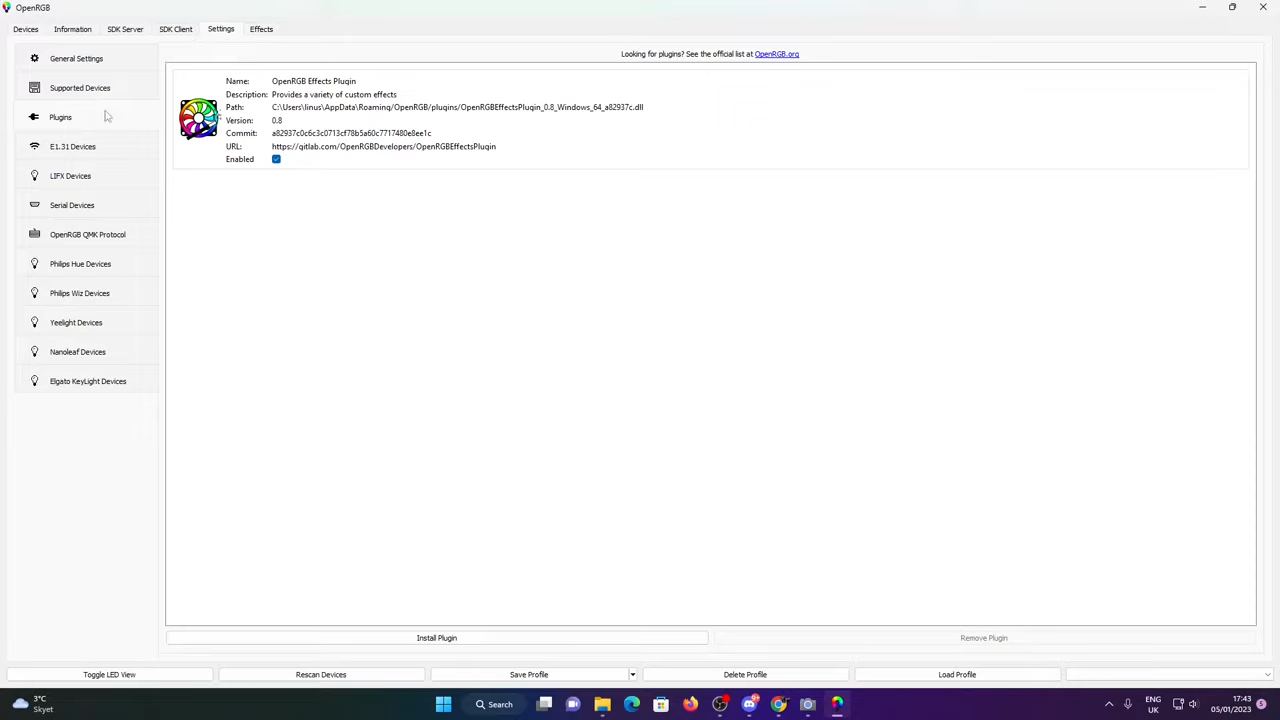 OpenRGB
Devices
Information
SDK Server
SDK Client
Settings
Effects
General Settings
Supported Devices
Plugins
E1.31 Devices
LIFX Devices
Serial Devices
OpenRGB QMK Protocol
Philips Hue Devices
Philips Wiz Devices
Yeelight Devices
Nanoleaf Devices
Elgato KeyLight Devices
Looking for plugins? See the official list at OpenRGB.org
Name: OpenRGB Effects Plugin
Description: Provides a variety of custom effects
Path: C:\Users\linus\AppData\Roaming\OpenRGB\plugins\OpenRGBEffectsPlugin_0.8_Windows_64_a82937c.dll
Version: 0.8
Commit: a82937c0c6c3c0713cf78b5a60c7717480e8ee1c
URL: https://gitlab.com/OpenRGBDevelopers/OpenRGBEffectsPlugin
Enabled
Install Plugin
Remove Plugin
Toggle LED View
Rescan Devices
Save Profile
Delete Profile
Load Profile
3°C
Skyet
Search
9+
ENG
UK
17:43
05/01/2023
5